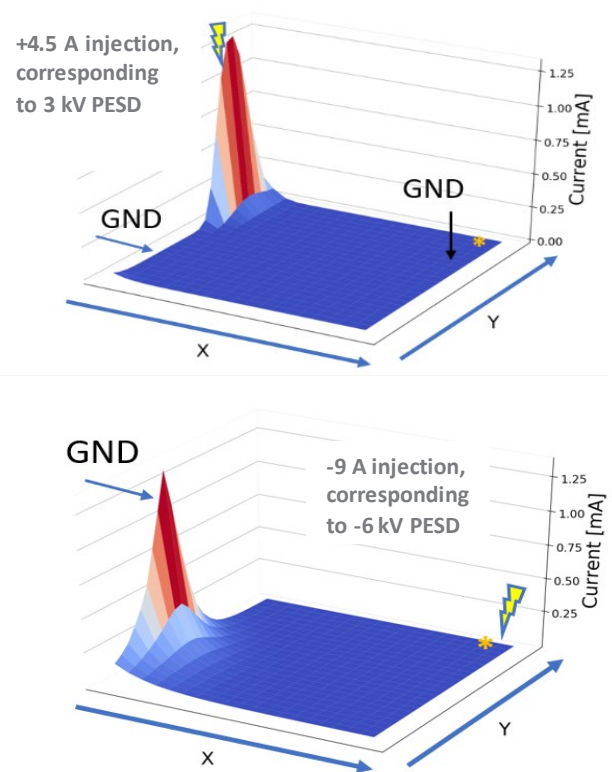 +4.5 A injection,
corresponding
to 3 kV PESD
GND
GND
1.25
1.00
0.75
0.50
0.25
0.00
Current [mA]
*
X
Y
GND
-9 A injection,
corresponding
to -6 kV PESD
1.25
1.00
0.75
0.50
0.25
Current [mA]
*
X
Y